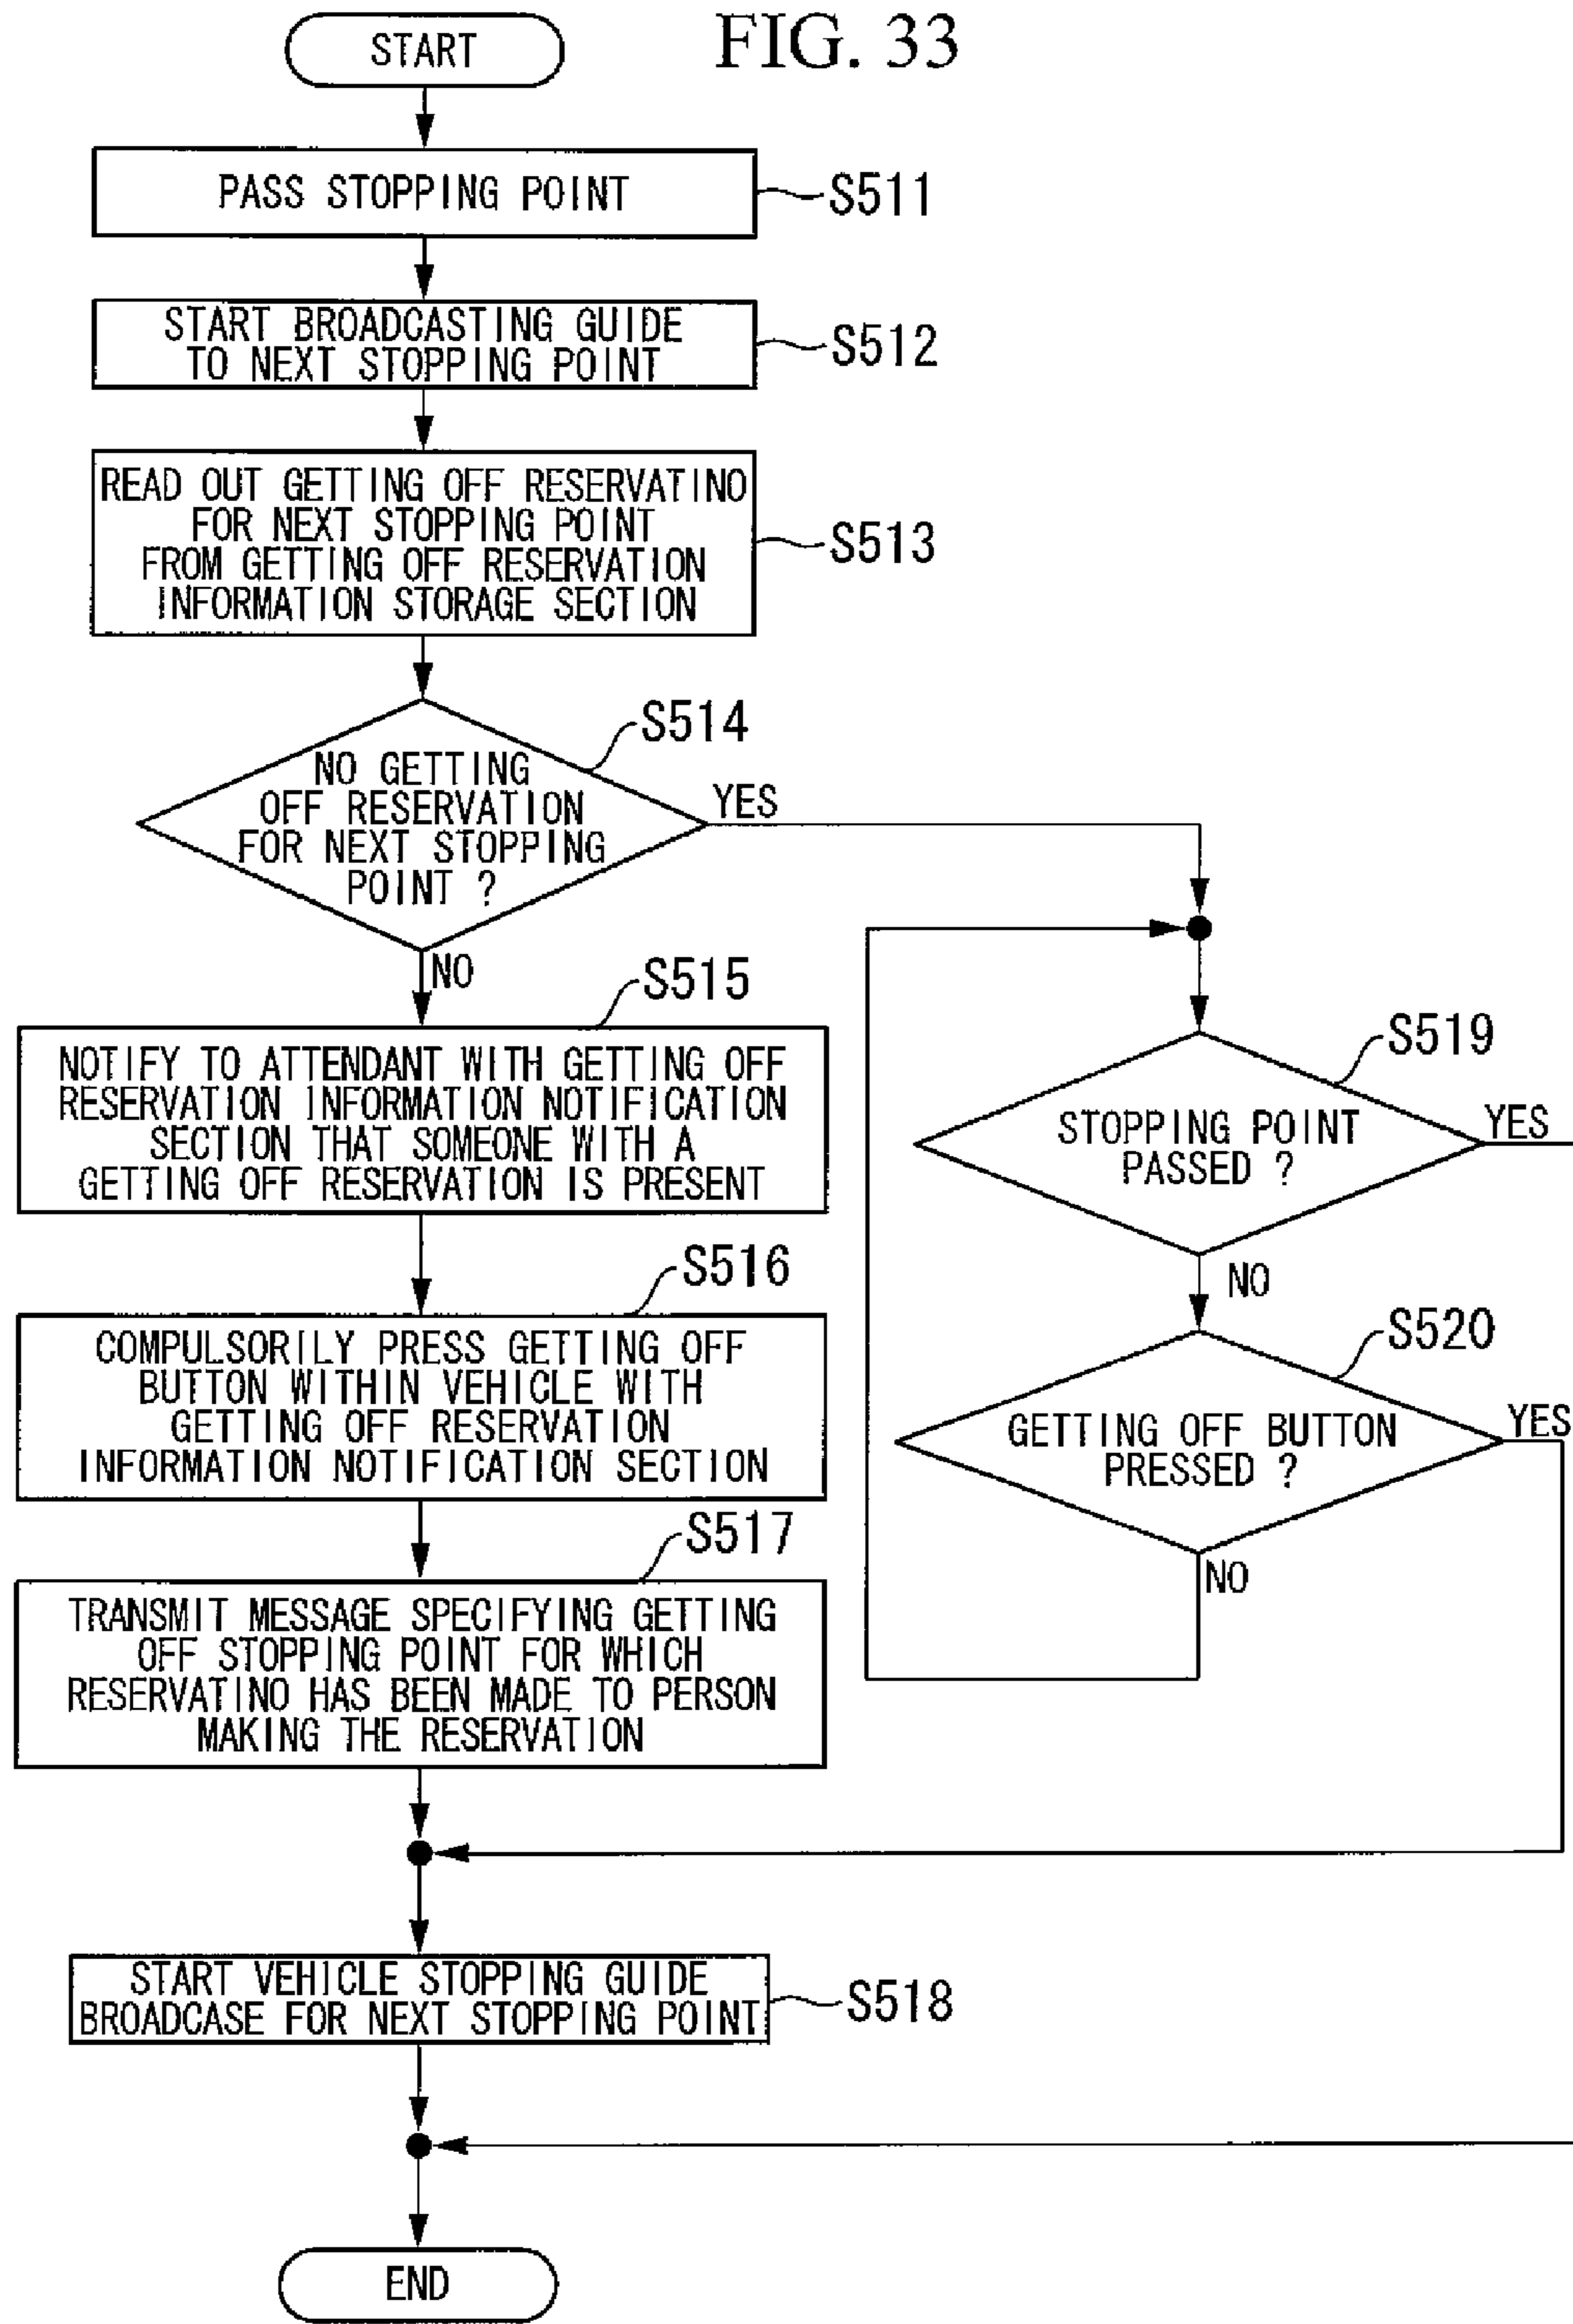 FIG. 33
START
PASS STOPPING POINT
S511
START BROADCASTING GUIDE
TO NEXT STOPPING POINT
S512
READ OUT GETTING OFF RESERVATINO
FOR NEXT STOPPING POINT
FROM GETTING OFF RESERVATION
INFORMATION STORAGE SECTION
S513
S514
NO GETTING
OFF RESERVATION
FOR NEXT STOPPING
POINT ?
YES
NO
S515
NOTIFY TO ATTENDANT WITH GETTING OFF
RESERVATION INFORMATION NOTIFICATION
SECTION THAT SOMEONE WITH A
GETTING OFF RESERVATION IS PRESENT
S516
COMPULSORILY PRESS GETTING OFF
BUTTON WITHIN VEHICLE WITH
GETTING OFF RESERVATION
INFORMATION NOTIFICATION SECTION
S517
TRANSMIT MESSAGE SPECIFYING GETTING
OFF STOPPING POINT FOR WHICH
RESERVATINO HAS BEEN MADE TO PERSON
MAKING THE RESERVATION
S519
STOPPING POINT
PASSED ?
YES
NO
S520
GETTING OFF BUTTON
PRESSED ?
YES
NO
START VEHICLE STOPPING GUIDE
BROADCASE FOR NEXT STOPPING POINT
S518
END